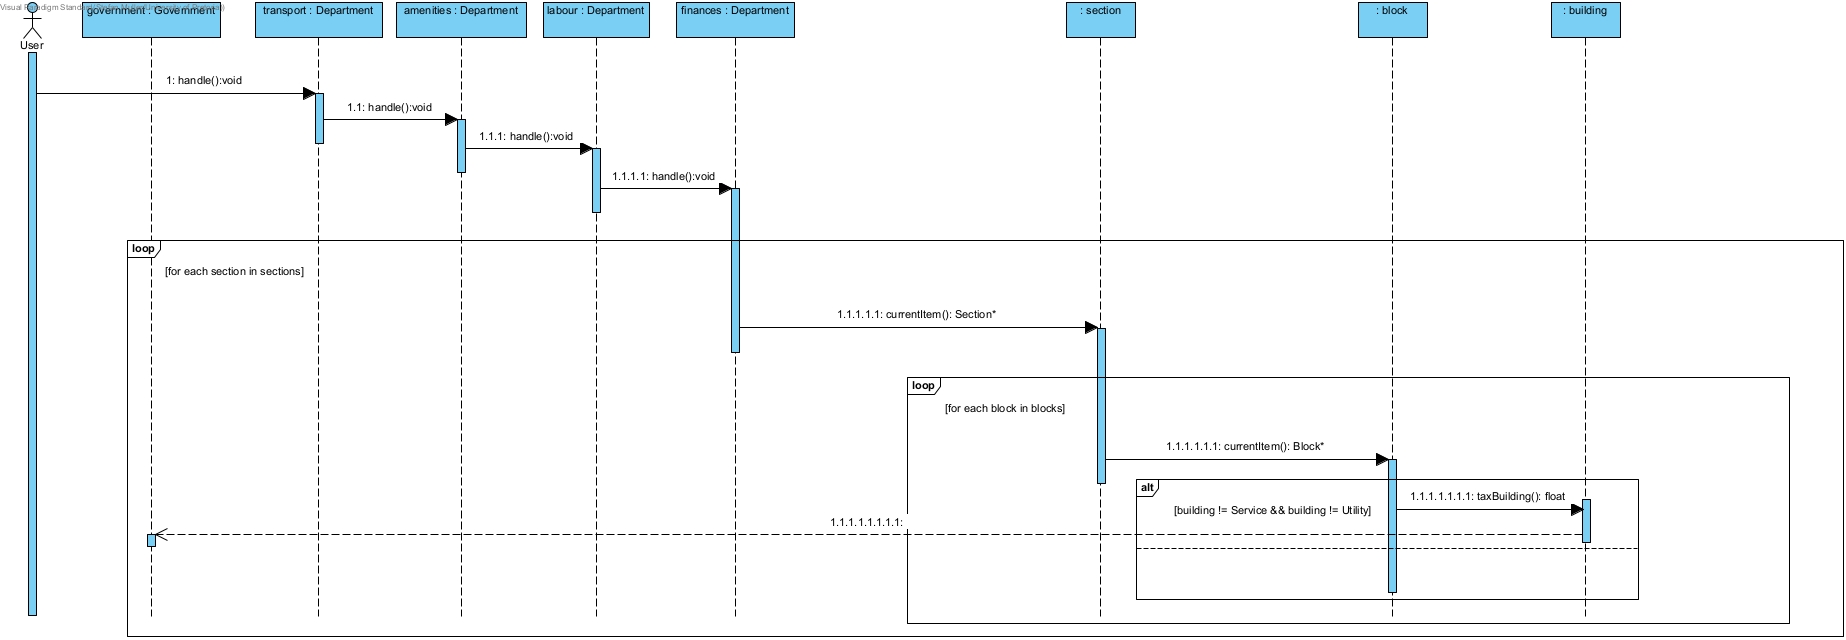 government : Government
transport : Department
amenities : Department
labour : Department
finances : Department
: section
: block
: building
User
1: handle():void
1.1: handle():void
1.1.1: handle():void
1.1.1.1: handle():void
loop
[for each section in sections]
1.1.1.1.1: currentItem(): Section*
loop
[for each block in blocks]
1.1.1.1.1.1: currentItem(): Block*
alt
1.1.1.1.1.1.1: taxBuilding(): float
[building != Service && building != Utility]
1.1.1.1.1.1.1.1: